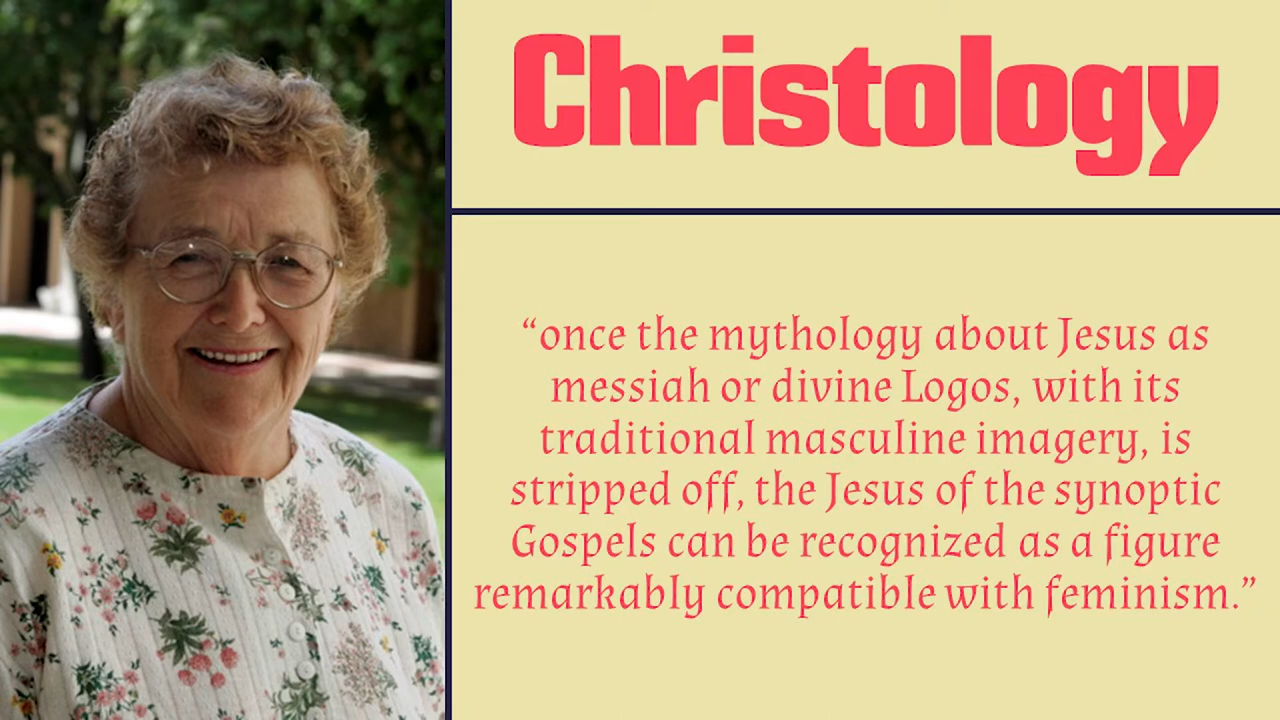 Christology
“once the mythology about Jesus as
messiah or divine Logos, with its
traditional masculine imagery, is
stripped off, the Jesus of the synoptic
Gospels can be recognized as a figure
remarkably compatible with feminism.”